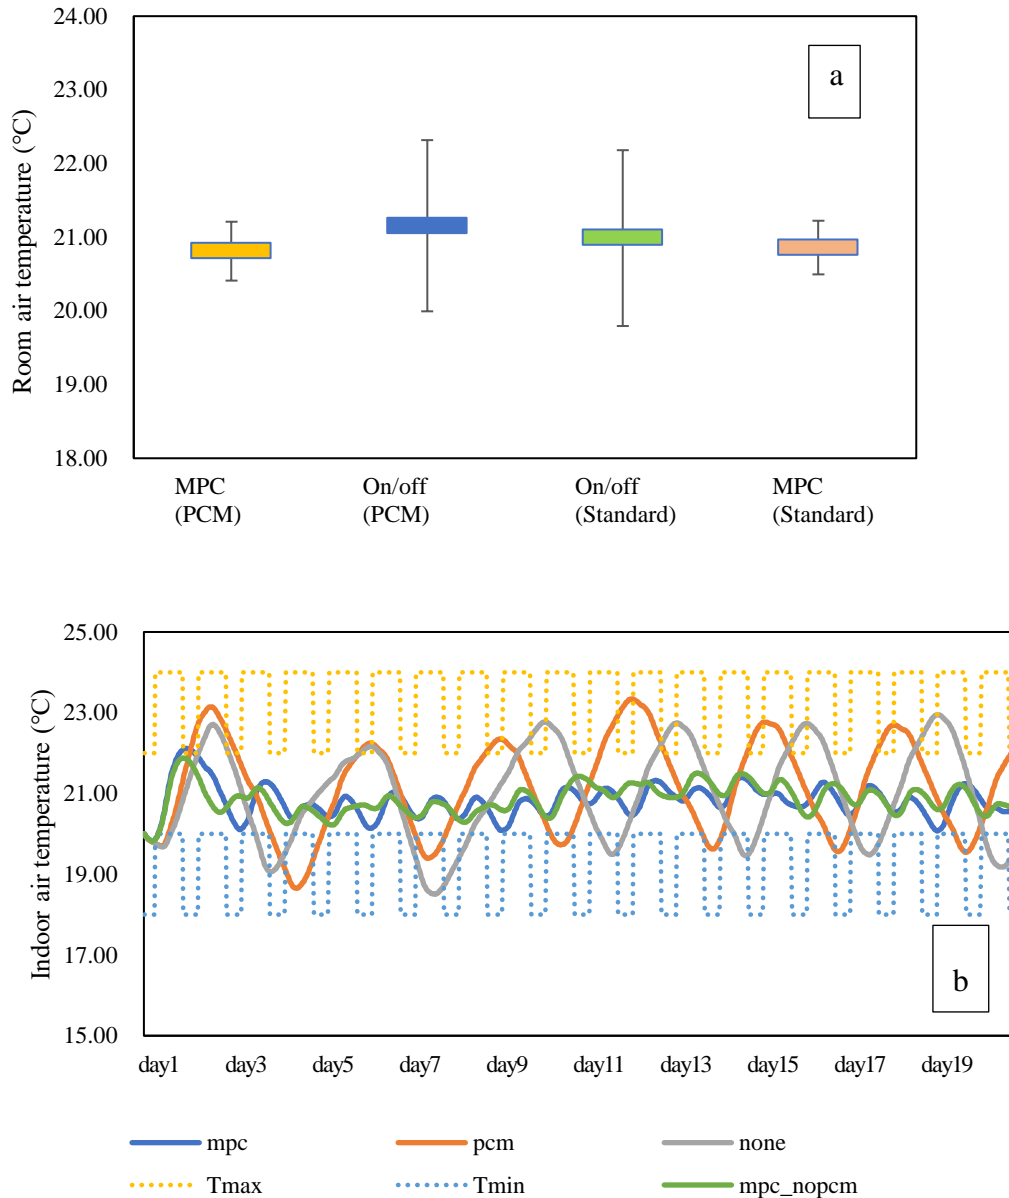 24.00
23.00
22.00
21.00
20.00
19.00
18.00
Room air temperature (°C)
a
MPC
(PCM)
On/off
(PCM)
On/off
(Standard)
MPC
(Standard)
25.00
23.00
21.00
19.00
17.00
15.00
Indoor air temperature (°C)
b
day1 day3 day5 day7 day9 day11 day13 day15 day17 day19
mpc pcm none
Tmax Tmin mpc_nopcm